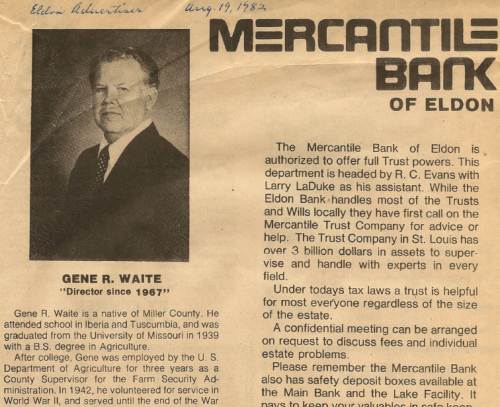 Eldon Advertiser Aug. 19, 1982
MERCANTILE
BANK
OF ELDON
GENE R. WAITE
"Director since 1967"
Gene R. Waite is a native of Miller County. He
attended school in Iberia and Tuscumbia, and was
graduated from the University of Missouri in 1939
with a B.S. degree in Agriculture.
After college, Gene was employed by the U. S.
Department of Agriculture for three years as a
County Supervisor for the Farm Security Ad-
ministration. In 1942, he volunteered for service in
World War II, and served until the end of the War
The Mercantile Bank of Eldon is
authorized to offer full Trust powers. This
department is headed by R. C. Evans with
Larry LaDuke as his assistant. While the
Eldon Bank handles most of the Trusts
and Wills locally they have first call on the
Mercantile Trust Company for advice or
help. The Trust Company in St. Louis has
over 3 billion dollars in assets to super-
vise and handle with experts in every
field.
Under todays tax laws a trust is helpful
for most everyone regardless of the size
of the estate.
A confidential meeting can be arranged
on request to discuss fees and individual
estate problems.
Please remember the Mercantile Bank
also has safety deposit boxes available at
the Main Bank and the Lake Facility. It
pays to keep your valuables in safe keep-